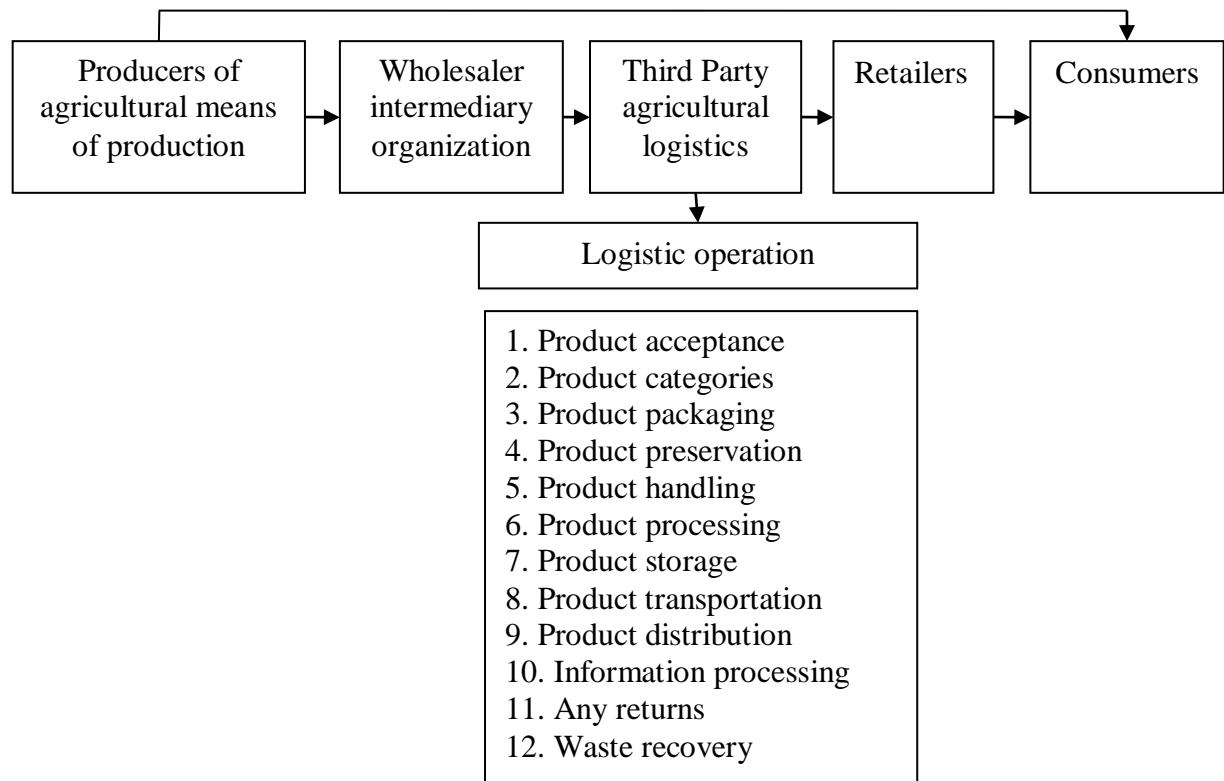 Producers of
agricultural means
of production
Wholesaler
intermediary
organization
Third Party
agricultural
logistics
Retailers
Consumers
Logistic operation
1. Product acceptance
2. Product categories
3. Product packaging
4. Product preservation
5. Product handling
6. Product processing
7. Product storage
8. Product transportation
9. Product distribution
10. Information processing
11. Any returns
12. Waste recovery